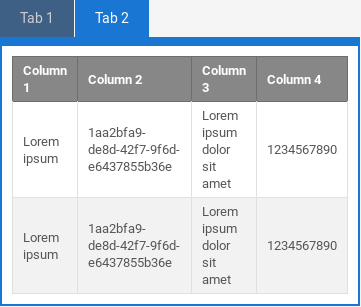 Tab 1 Tab 2
Column 1 Column 2 Column 3 Column 4
Lorem ipsum 1aa2bfa9-de8d-42f7-9f6d-e6437855b36e Lorem ipsum dolor sit amet 1234567890
Lorem ipsum 1aa2bfa9-de8d-42f7-9f6d-e6437855b36e Lorem ipsum dolor sit amet 1234567890